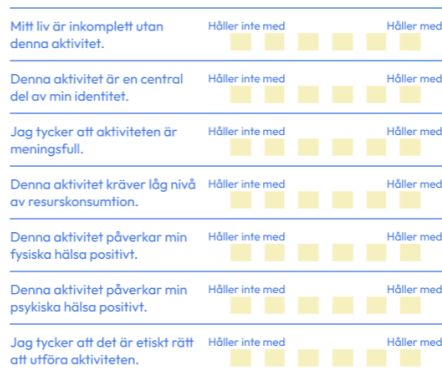 Mitt liv är inkomplett utan Håller inte med Håller med
denna aktivitet.
Denna aktivitet är en central Håller inte med Håller med
del av min identitet.
Jag tycker att aktiviteten är Håller inte med Håller med
meningsfull.
Denna aktivitet kräver låg nivå Håller inte med Håller med
av resurskonsumtion.
Denna aktivitet påverkar min Håller inte med Håller med
fysiska hälsa positivt.
Denna aktivitet påverkar min Håller inte med Håller med
psykiska hälsa positivt.
Jag tycker att det är etiskt rätt Håller inte med Håller med
att utföra aktiviteten.